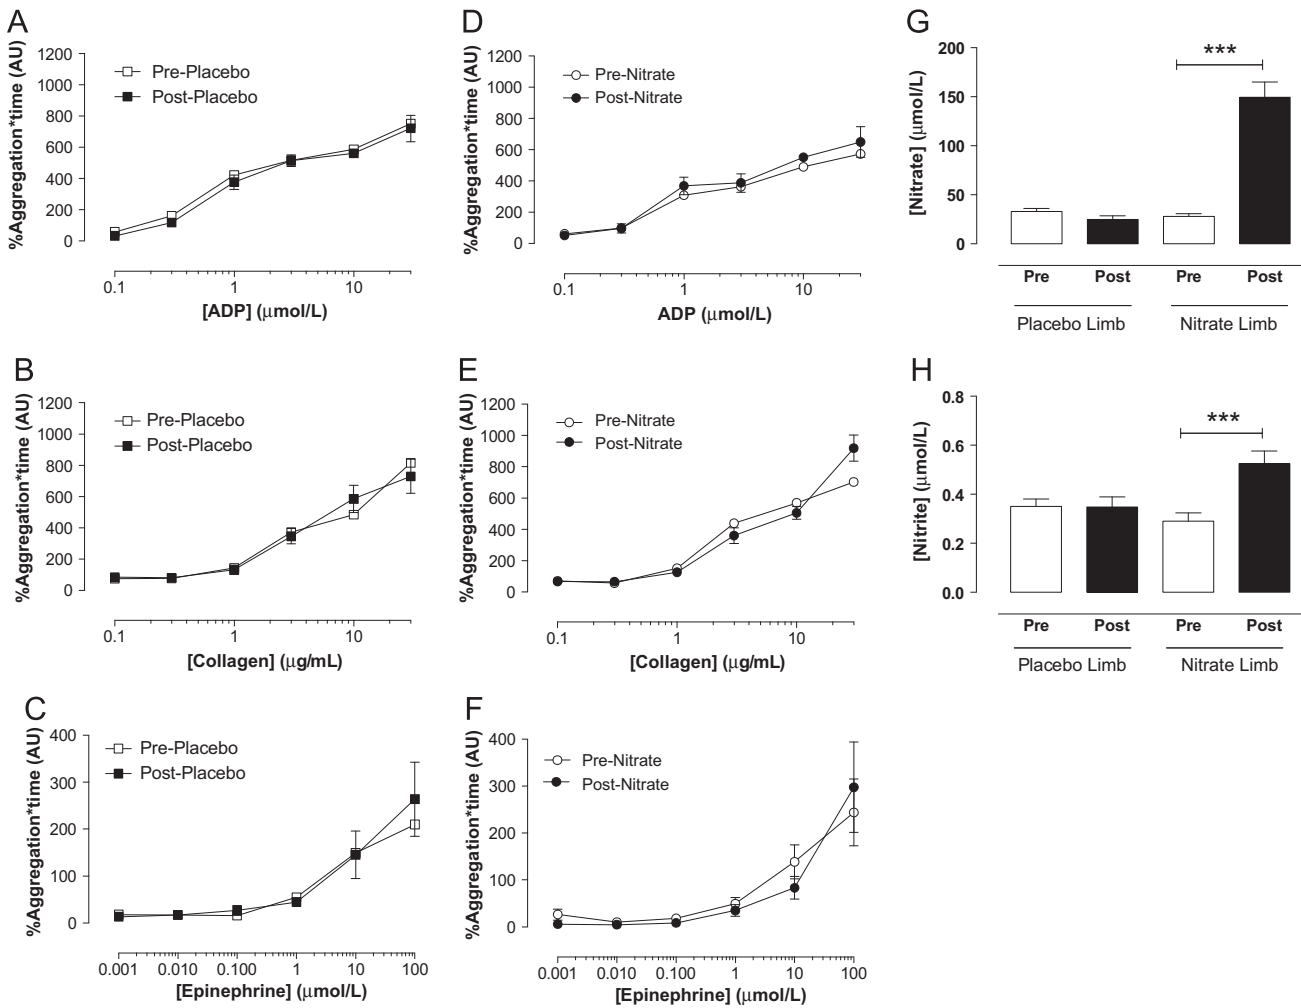 A
%Aggregation*time (AU)
1200
1000
800
600
400
200
0
Pre-Placebo
Post-Placebo
0.1 1 10
[ADP] (μmol/L)
D
%Aggregation*time (AU)
1200
1000
800
600
400
200
0
Pre-Nitrate
Post-Nitrate
0.1 1 10
ADP (μmol/L)
G
[Nitrate] (μmol/L)
200
150
100
50
0
***
Pre Post Pre Post
Placebo Limb Nitrate Limb
B
%Aggregation*time (AU)
1200
1000
800
600
400
200
0
Pre-Placebo
Post-Placebo
0.1 1 10
[Collagen] (μg/mL)
E
%Aggregation*time (AU)
1200
1000
800
600
400
200
0
Pre-Nitrate
Post-Nitrate
0.1 1 10
[Collagen] (μg/mL)
H
[Nitrite] (μmol/L)
0.8
0.6
0.4
0.2
0.0
***
Pre Post Pre Post
Placebo Limb Nitrate Limb
C
%Aggregation*time (AU)
400
300
200
100
0
Pre-Placebo
Post-Placebo
0.001 0.010 0.100 1 10 100
[Epinephrine] (μmol/L)
F
%Aggregation*time (AU)
400
300
200
100
0
Pre-Nitrate
Post-Nitrate
0.001 0.010 0.100 1 10 100
[Epinephrine] (μmol/L)